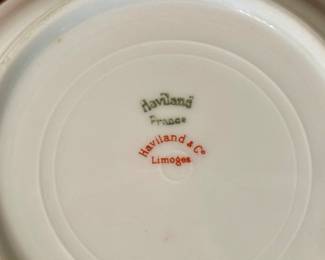 Haviland
France
Haviland & Co
Limoges